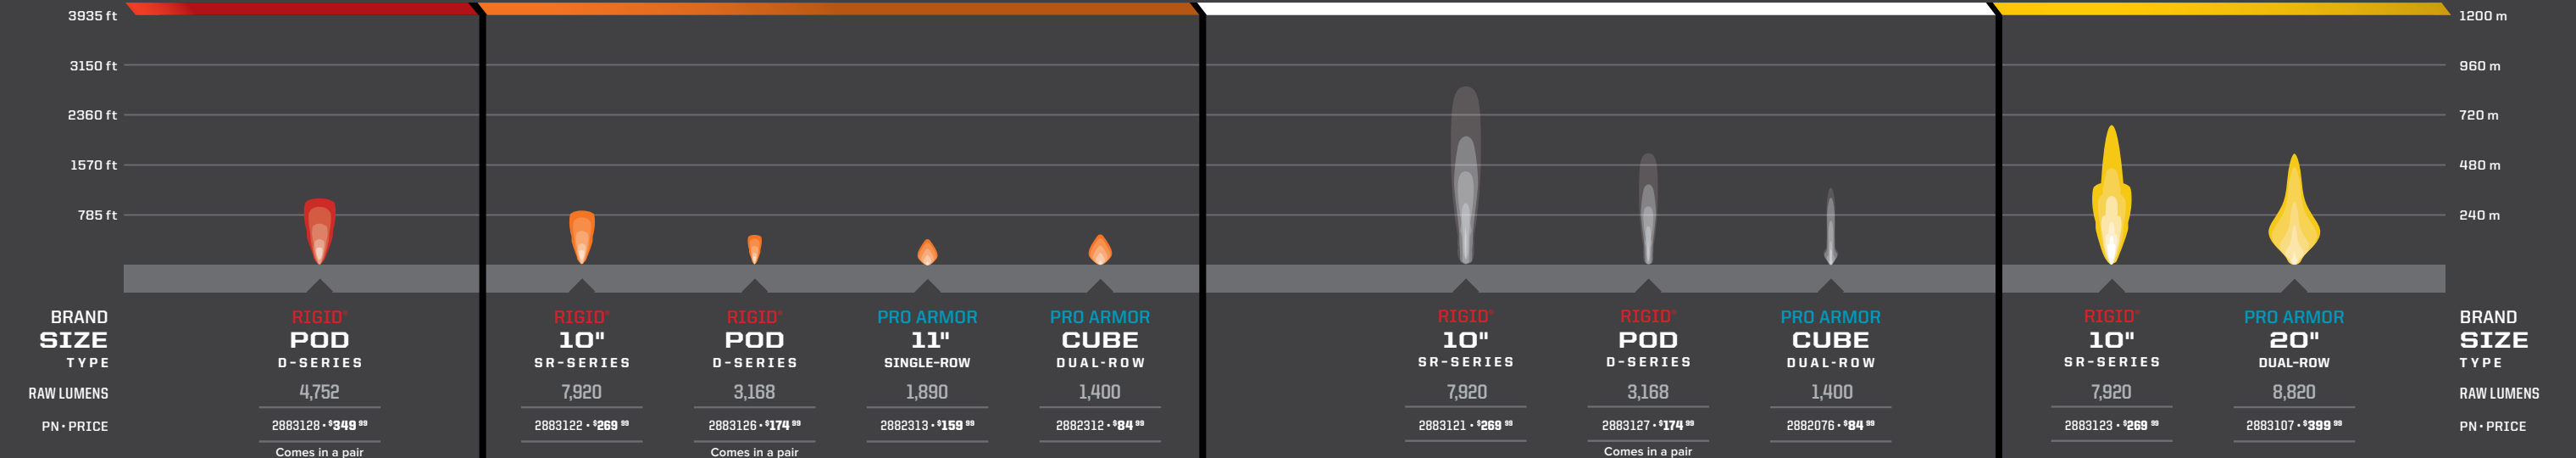 3935 ft
1200 m
3150 ft
960 m
2360 ft
720 m
1570 ft
480 m
785 ft
240 m
BRAND RIGID® RIGID® RIGID® PRO ARMOR PRO ARMOR RIGID® RIGID® PRO ARMOR RIGID® PRO ARMOR BRAND
SIZE POD 10" POD 11" CUBE 10" POD CUBE 10" 20" SIZE
TYPE D-SERIES SR-SERIES D-SERIES SINGLE-ROW DUAL-ROW SR-SERIES D-SERIES DUAL-ROW SR-SERIES DUAL-ROW TYPE
RAW LUMENS 4,752 7,920 3,168 1,890 1,400 7,920 3,168 1,400 7,920 8,820 RAW LUMENS
PN • PRICE 2883128 • $349 99 2883122 • $269 99 2883126 • $174 99 2882313 • $159 99 2882312 • $84 99 2883121 • $269 99 2883127 • $174 99 2882076 • $84 99 2883123 • $269 99 2883107 • $399 99 PN • PRICE
Comes in a pair Comes in a pair Comes in a pair